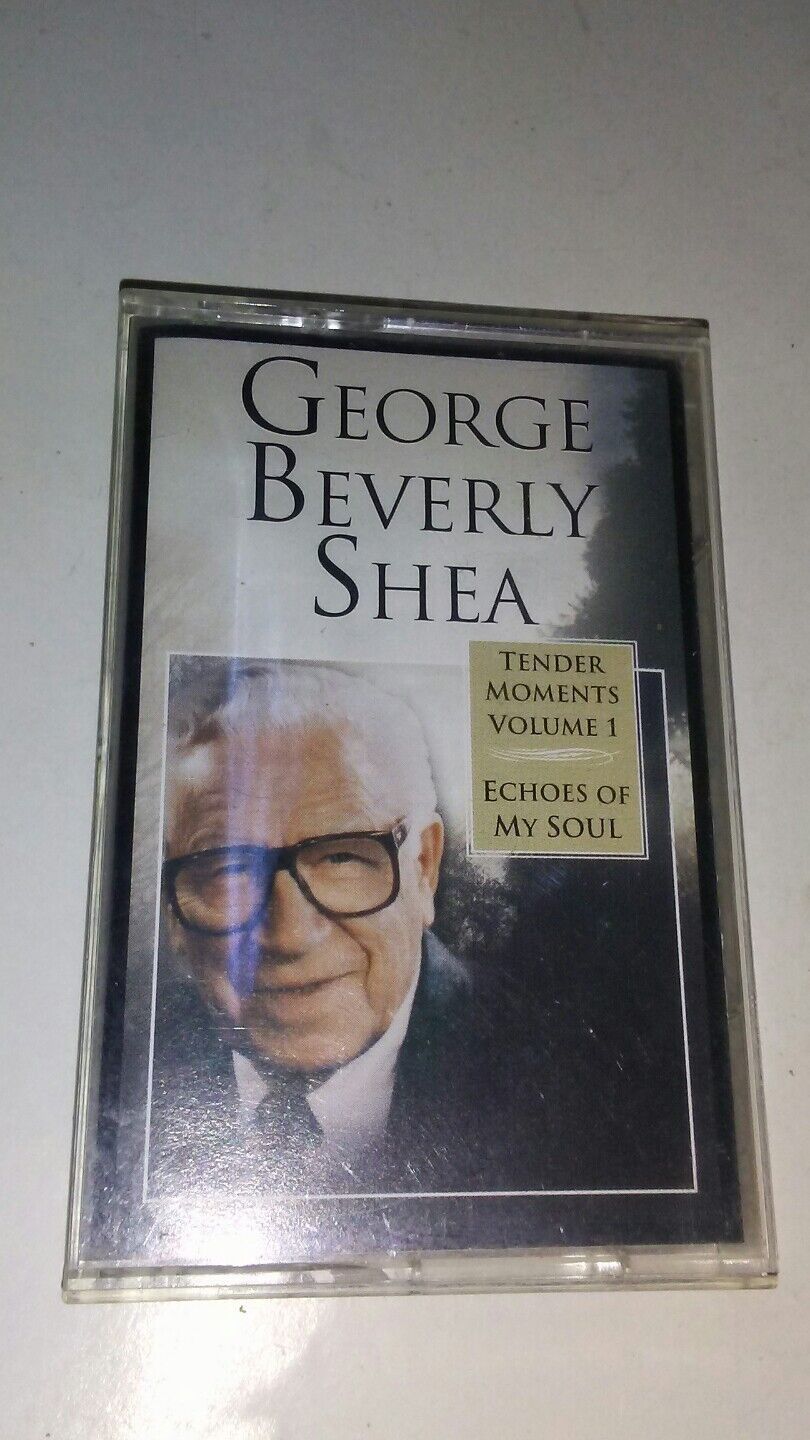 GEORGE
BEVERLY
SHEA
TENDER
MOMENTS
VOLUME 1
ECHOES OF
MY SOUL